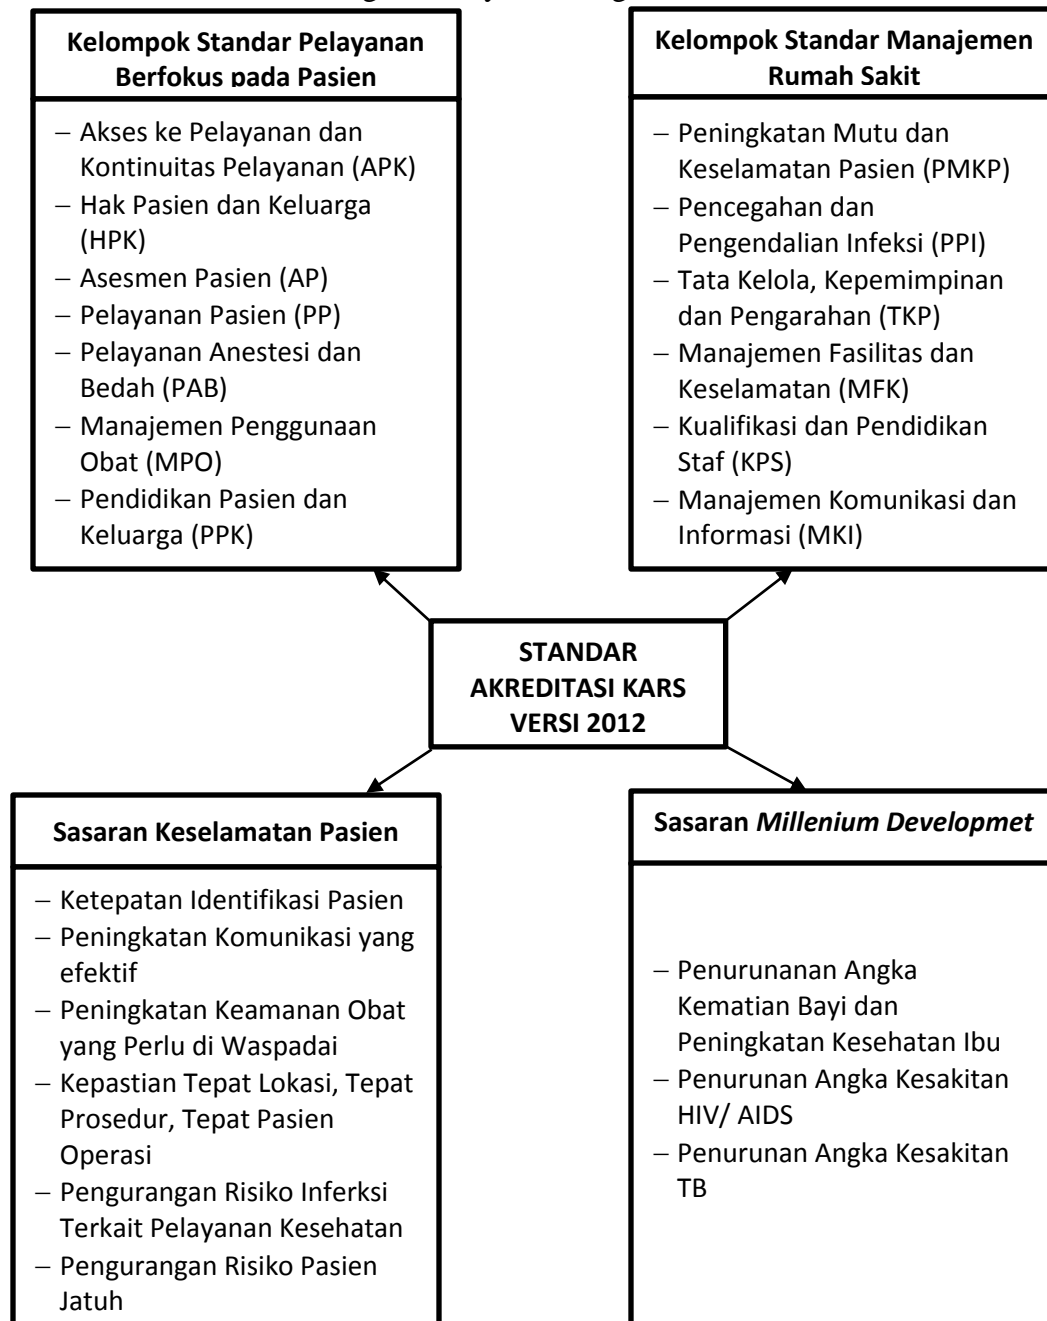 Kelompok Standar Pelayanan
Berfokus pada Pasien
– Akses ke Pelayanan dan
Kontinuitas Pelayanan (APK)
– Hak Pasien dan Keluarga
(HPK)
– Asesmen Pasien (AP)
– Pelayanan Pasien (PP)
– Pelayanan Anestesi dan
Bedah (PAB)
– Manajemen Penggunaan
Obat (MPO)
– Pendidikan Pasien dan
Keluarga (PPK)
Kelompok Standar Manajemen
Rumah Sakit
– Peningkatan Mutu dan
Keselamatan Pasien (PMKP)
– Pencegahan dan
Pengendalian Infeksi (PPI)
– Tata Kelola, Kepemimpinan
dan Pengarahan (TKP)
– Manajemen Fasilitas dan
Keselamatan (MFK)
– Kualifikasi dan Pendidikan
Staf (KPS)
– Manajemen Komunikasi dan
Informasi (MKI)
STANDAR
AKREDITASI KARS
VERSI 2012
Sasaran Keselamatan Pasien
– Ketepatan Identifikasi Pasien
– Peningkatan Komunikasi yang
efektif
– Peningkatan Keamanan Obat
yang Perlu di Waspadai
– Kepastian Tepat Lokasi, Tepat
Prosedur, Tepat Pasien
Operasi
– Pengurangan Risiko Inferksi
Terkait Pelayanan Kesehatan
– Pengurangan Risiko Pasien
Jatuh
Sasaran Millenium Developmet
– Penurunanan Angka
Kematian Bayi dan
Peningkatan Kesehatan Ibu
– Penurunan Angka Kesakitan
HIV/ AIDS
– Penurunan Angka Kesakitan
TB